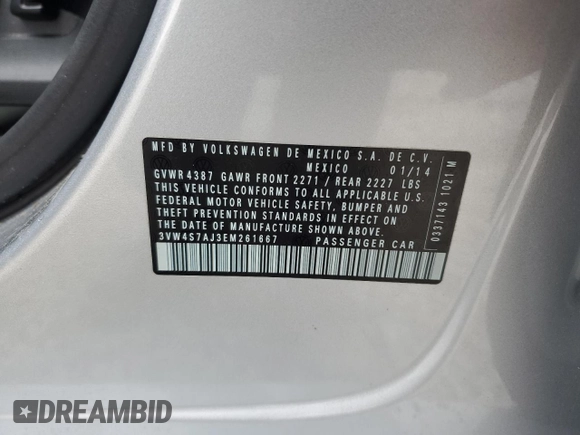 MFD BY VOLKSWAGEN DE MEXICO S.A. DE C.V.
MEXICO 01/14
GVWR 4387 GAWR FRONT 2271 / REAR 2227 LBS
THIS VEHICLE CONFORMS TO ALL APPLICABLE U.S.
FEDERAL MOTOR VEHICLE SAFETY, BUMPER AND
THEFT PREVENTION STANDARDS IN EFFECT ON
THE DATE OF MANUFACTURE SHOWN ABOVE.
3VW4S7AJ3EM261667 PASSENGER CAR
0337143 1021 M
DREAMBID